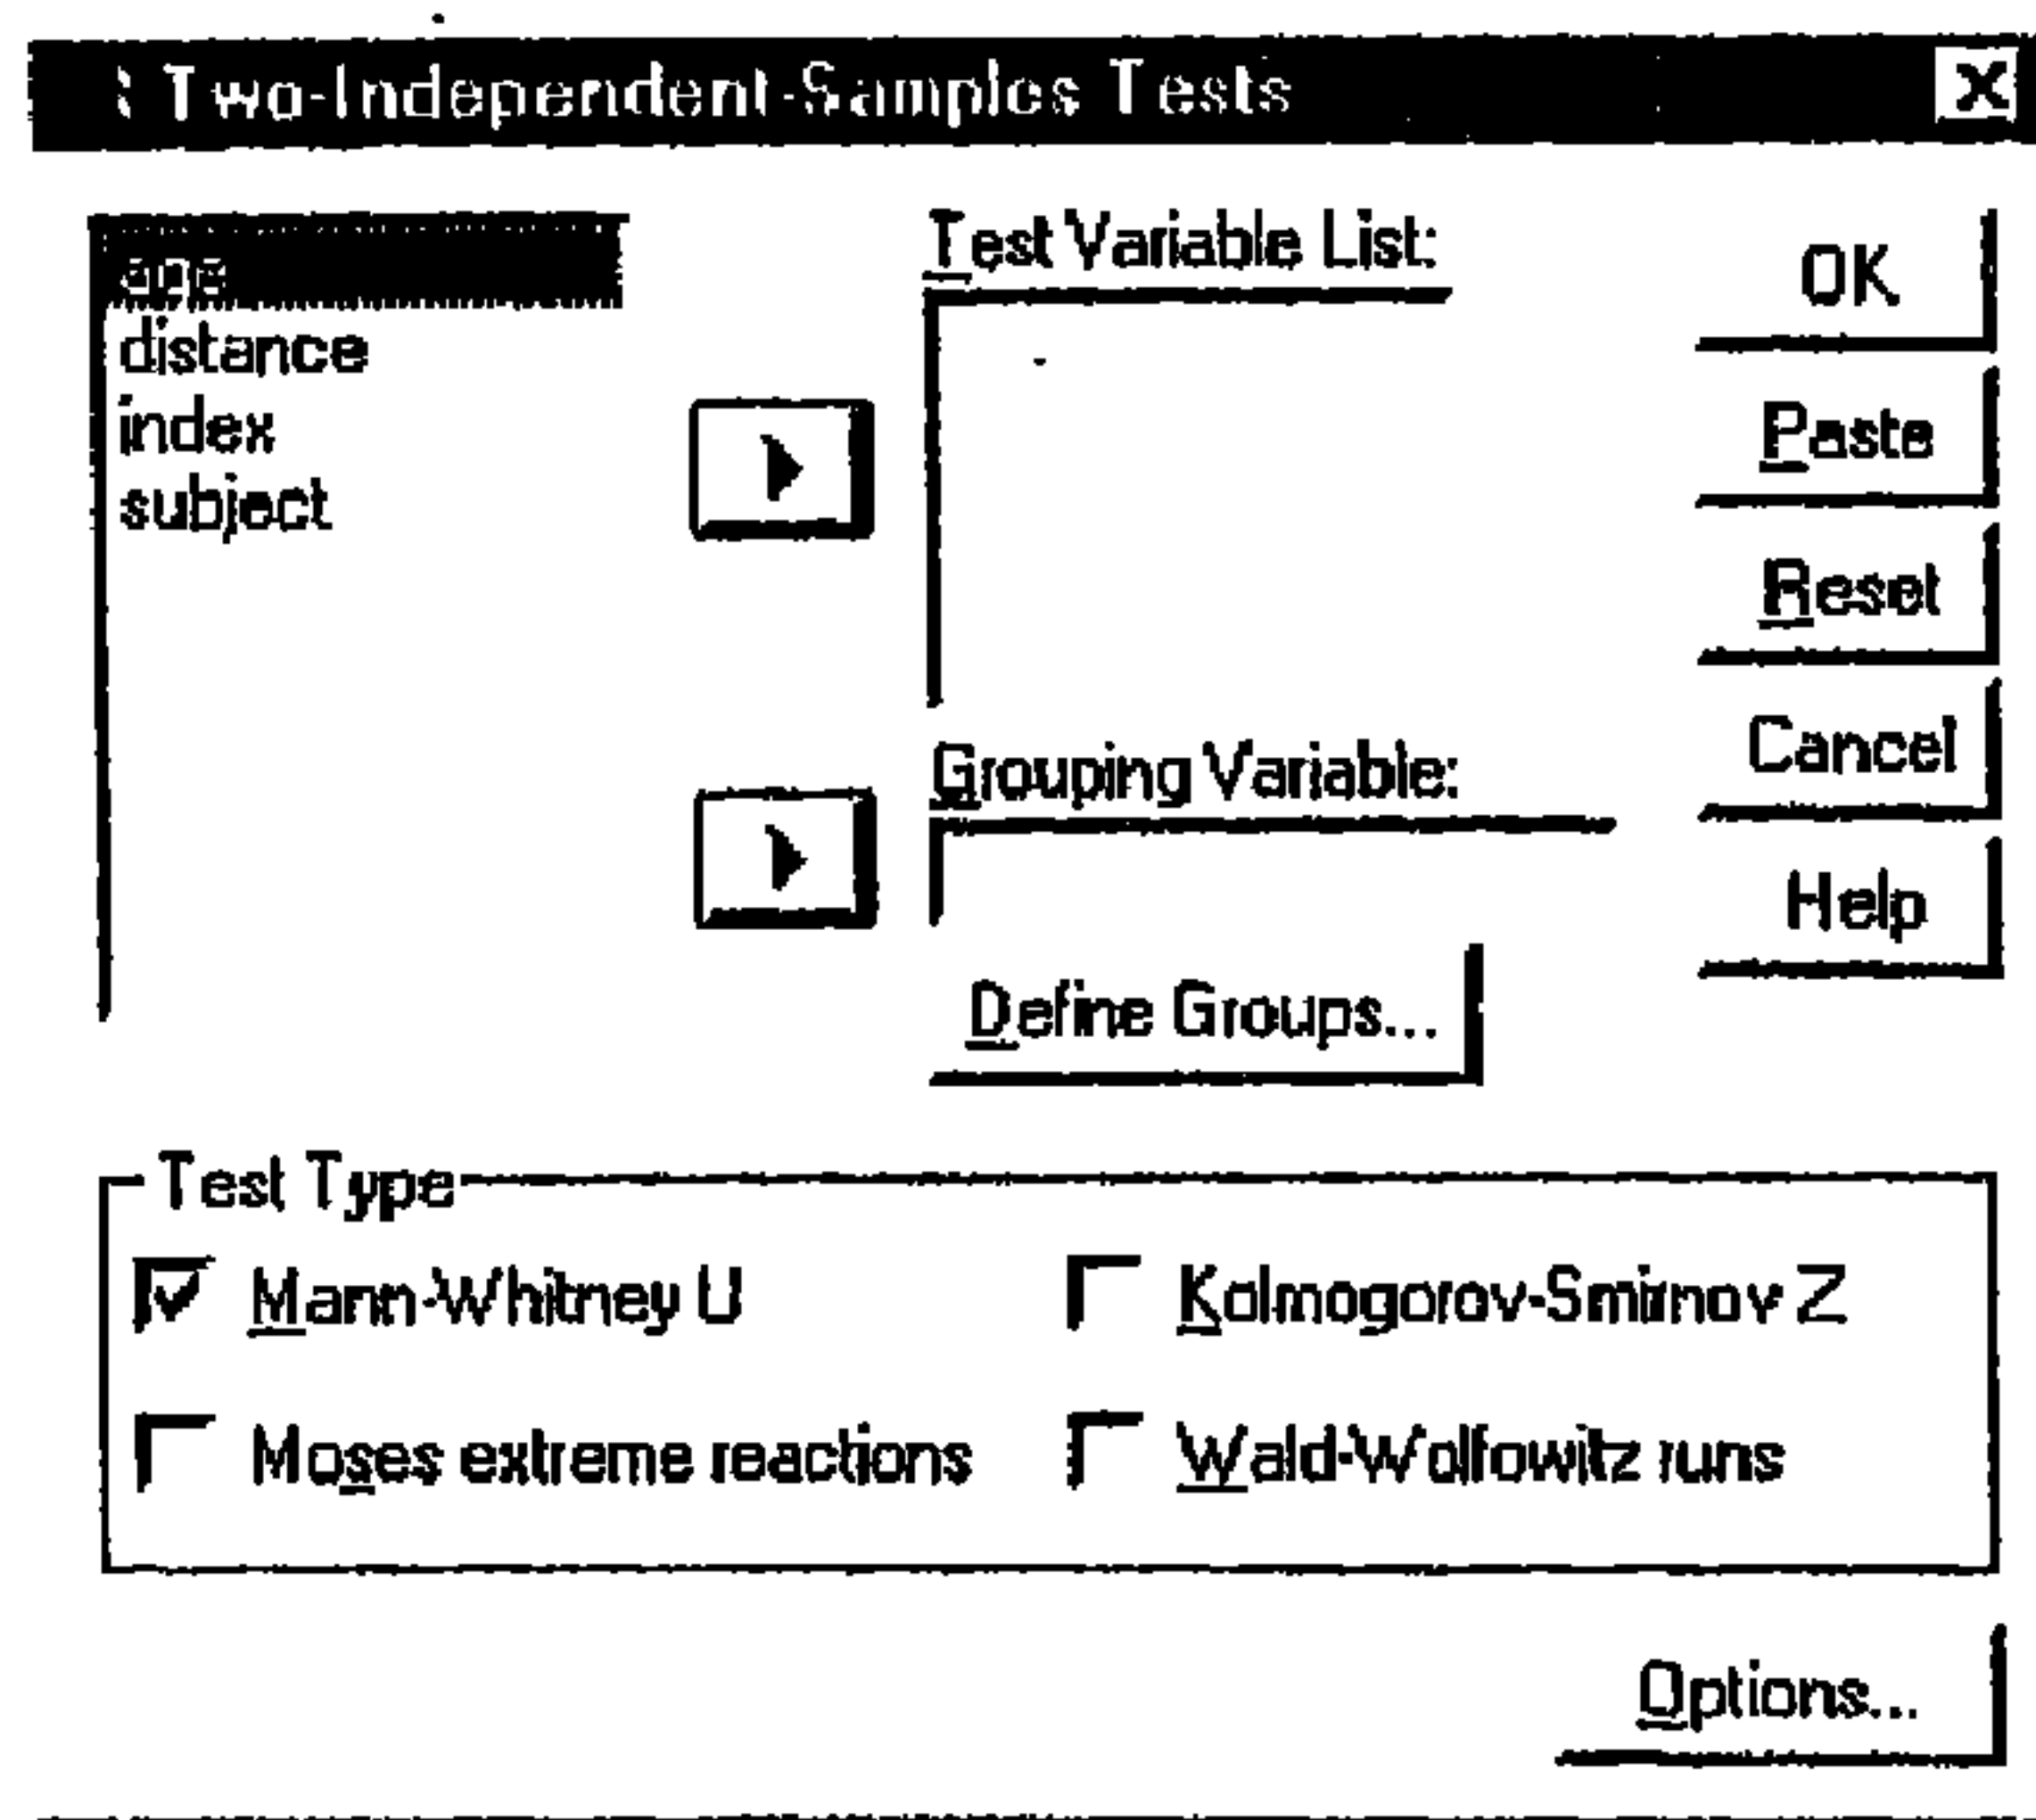 Two-Independent-Samples Tests
age
distance
index
subject
Test Variable List:
Grouping Variable:
Define Groups...
OK
Paste
Reset
Cancel
Help
Test Type
Mann-Whitney U
Kolmogorov-Smirnov Z
Moses extreme reactions
Wald-Wolfowitz runs
Options...